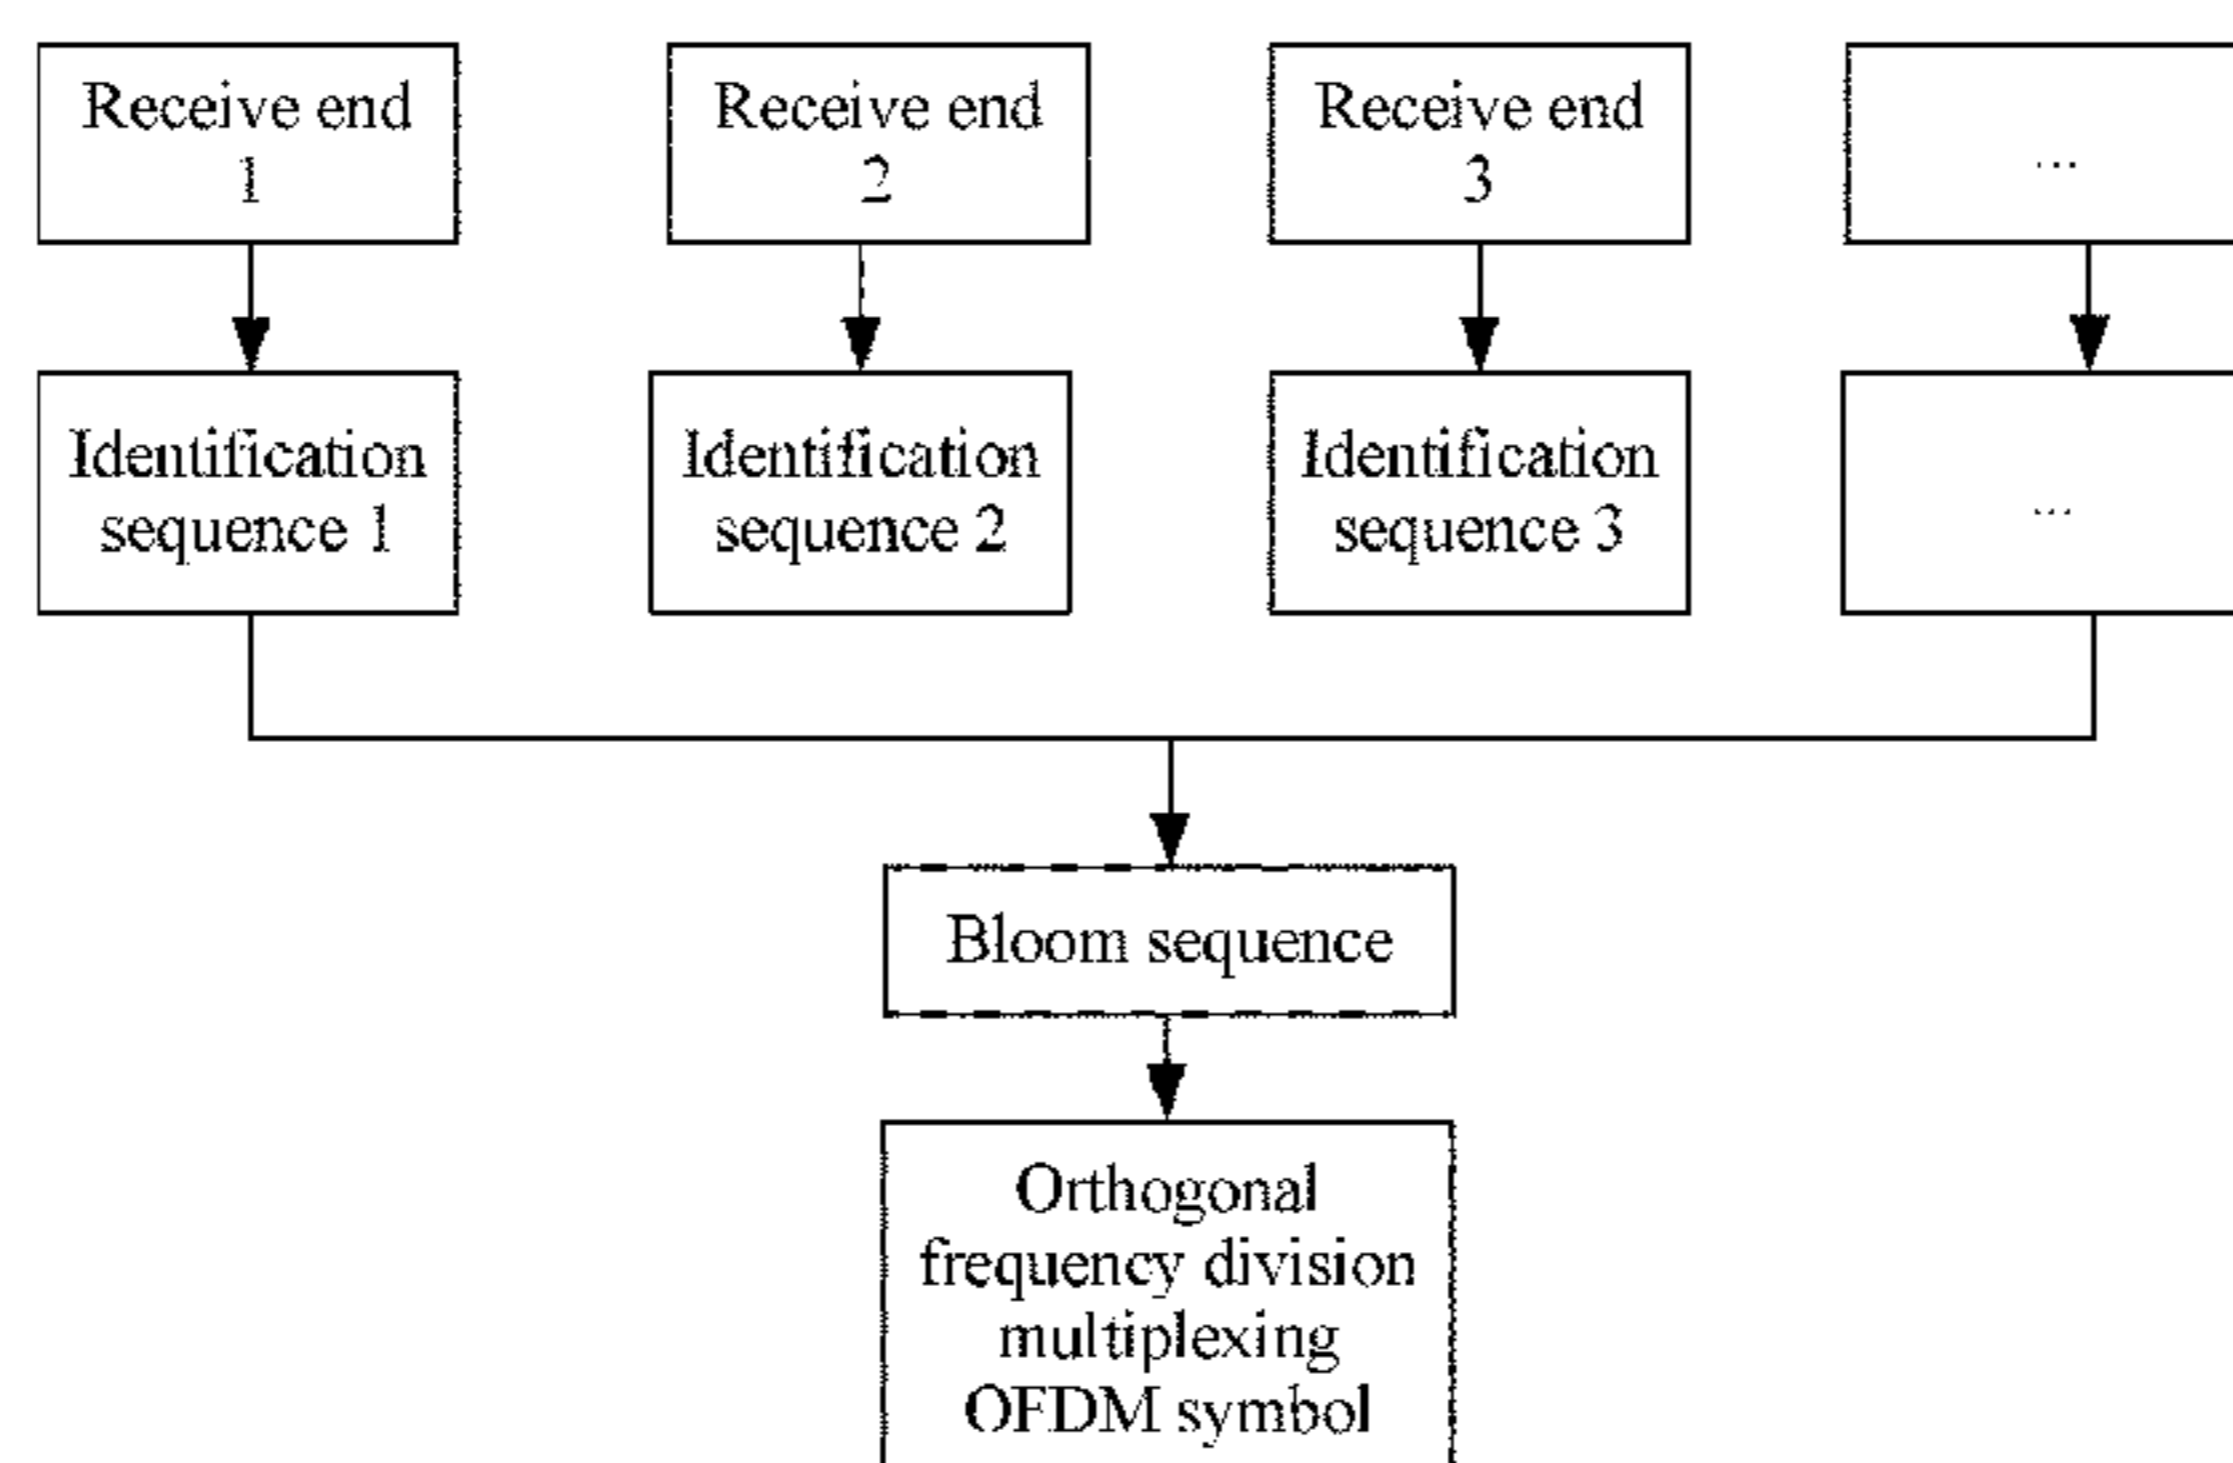 Receive end
1
Receive end
2
Receive end
3
...
Identification
sequence 1
Identification
sequence 2
Identification
sequence 3
...
Bloom sequence
Orthogonal
frequency division
multiplexing
OFDM symbol